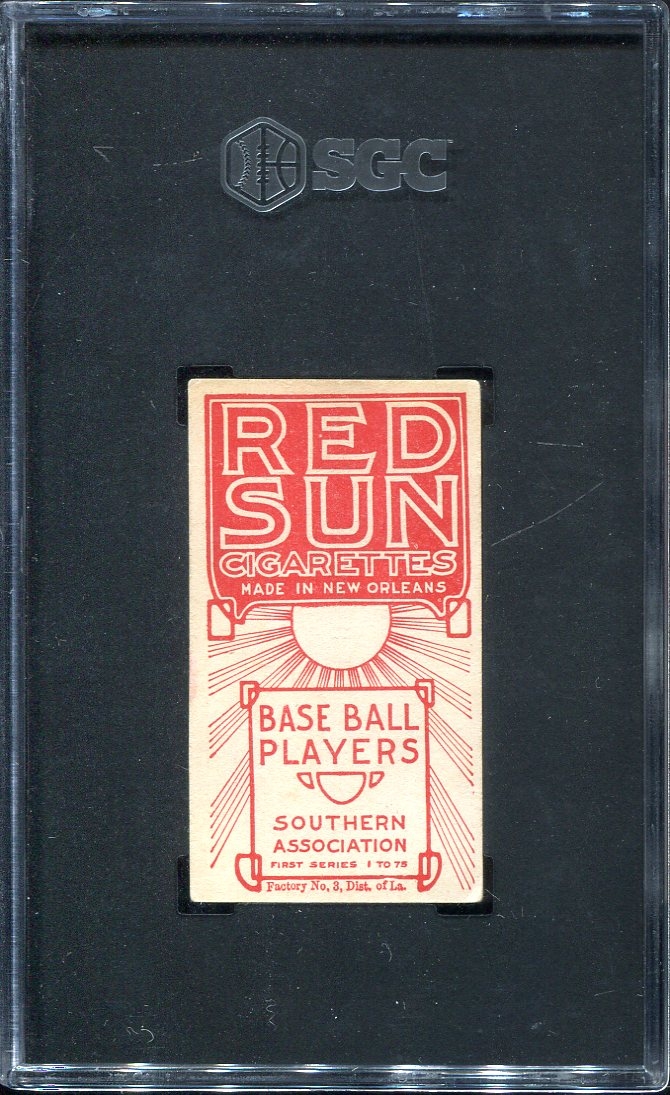 SGC
RED
SUN
CIGARETTES
MADE IN NEW ORLEANS
BASE BALL
PLAYERS
SOUTHERN
ASSOCIATION
FIRST SERIES 1 TO 75
Factory No, 3, Dist. of La.